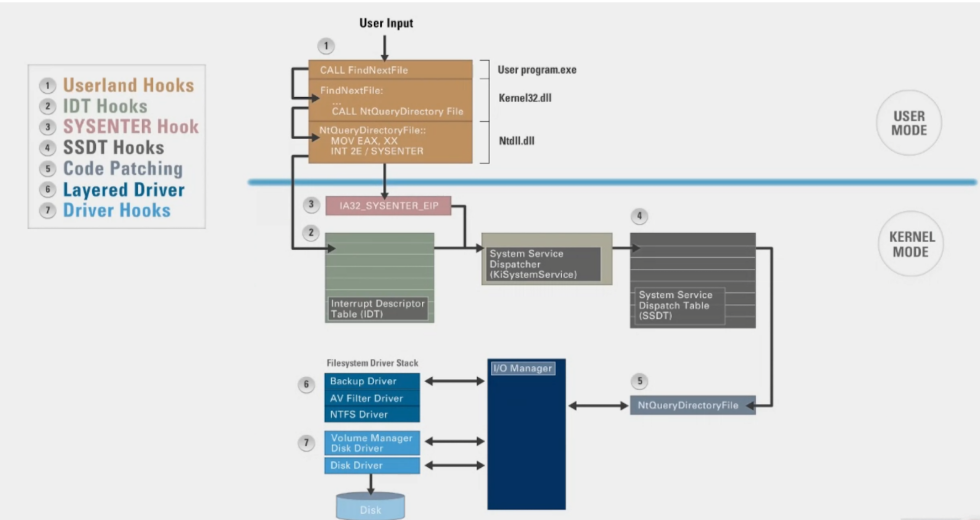 User Input
1
CALL FindNextFile
User program.exe
FindNextFile:
...
CALL NtQueryDirectory File
Kernel32.dll
NtQueryDirectoryFile::
MOV EAX, XX
INT 2E / SYSENTER
Ntdll.dll
1 Userland Hooks
2 IDT Hooks
3 SYSENTER Hook
4 SSDT Hooks
5 Code Patching
6 Layered Driver
7 Driver Hooks
USER
MODE
KERNEL
MODE
3
IA32_SYSENTER_EIP
2
Interrupt Descriptor
Table (IDT)
System Service
Dispatcher
(KiSystemService)
4
System Service
Dispatch Table
(SSDT)
Filesystem Driver Stack
6
Backup Driver
AV Filter Driver
NTFS Driver
7
Volume Manager
Disk Driver
Disk Driver
Disk
I/O Manager
5
NtQueryDirectoryFile